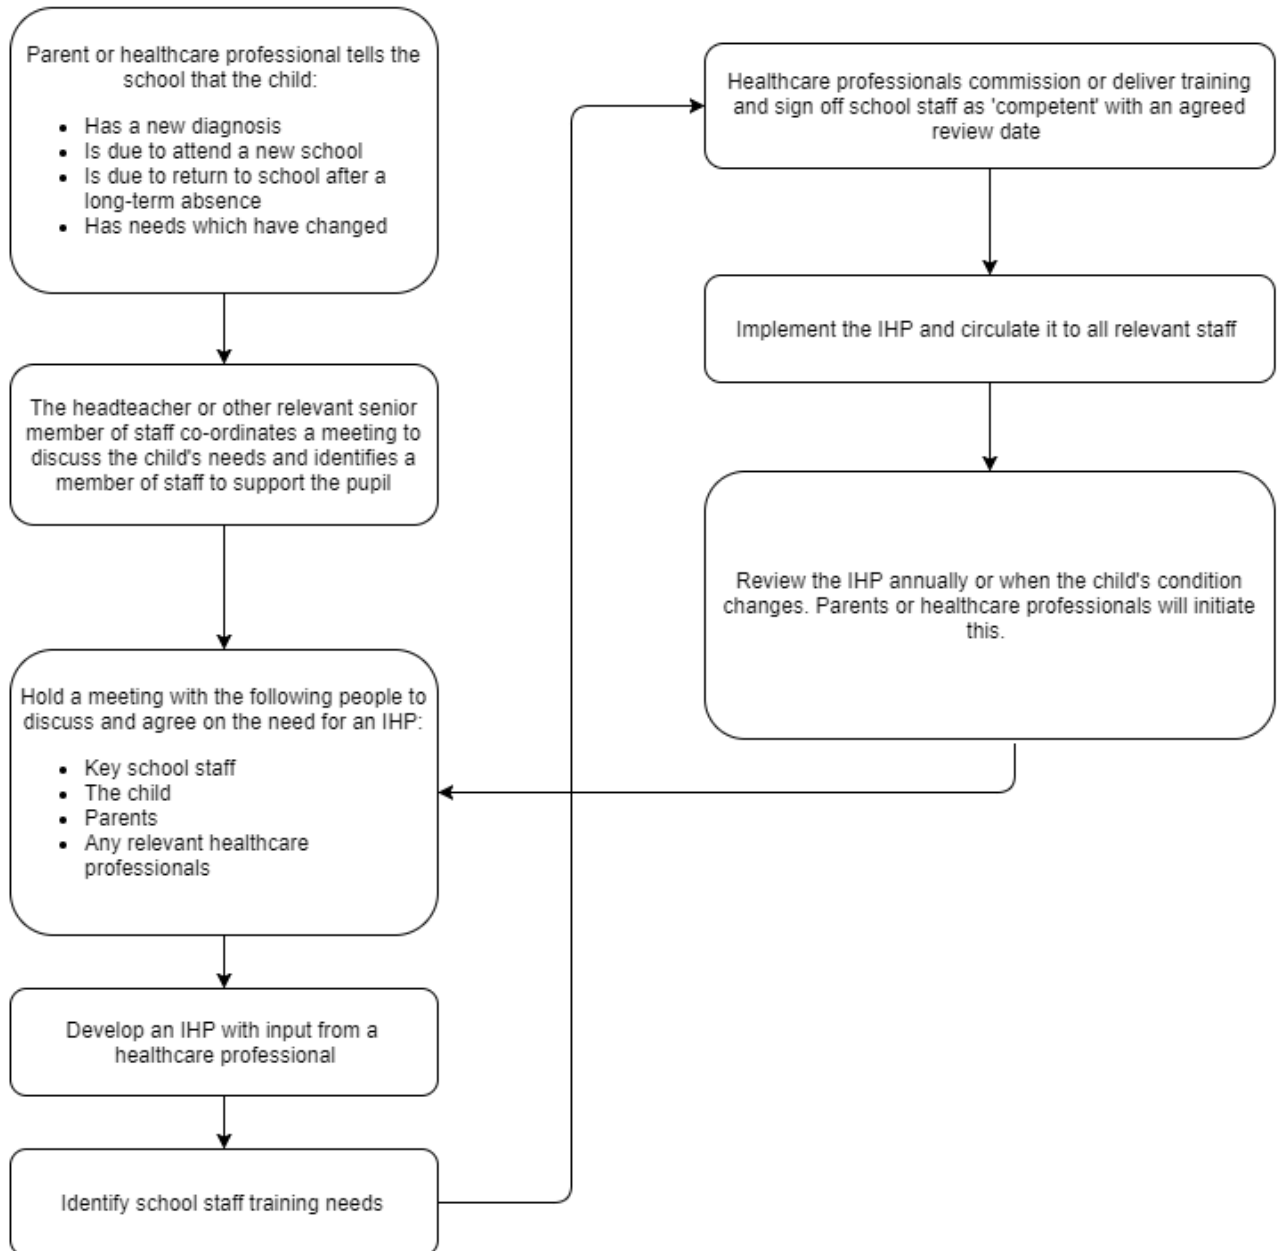 Parent or healthcare professional tells the
school that the child:
• Has a new diagnosis
• Is due to attend a new school
• Is due to return to school after a
long-term absence
• Has needs which have changed
The headteacher or other relevant senior
member of staff co-ordinates a meeting to
discuss the child's needs and identifies a
member of staff to support the pupil
Hold a meeting with the following people to
discuss and agree on the need for an IHP:
• Key school staff
• The child
• Parents
• Any relevant healthcare
professionals
Develop an IHP with input from a
healthcare professional
Identify school staff training needs
Healthcare professionals commission or deliver training
and sign off school staff as 'competent' with an agreed
review date
Implement the IHP and circulate it to all relevant staff
Review the IHP annually or when the child's condition
changes. Parents or healthcare professionals will initiate
this.